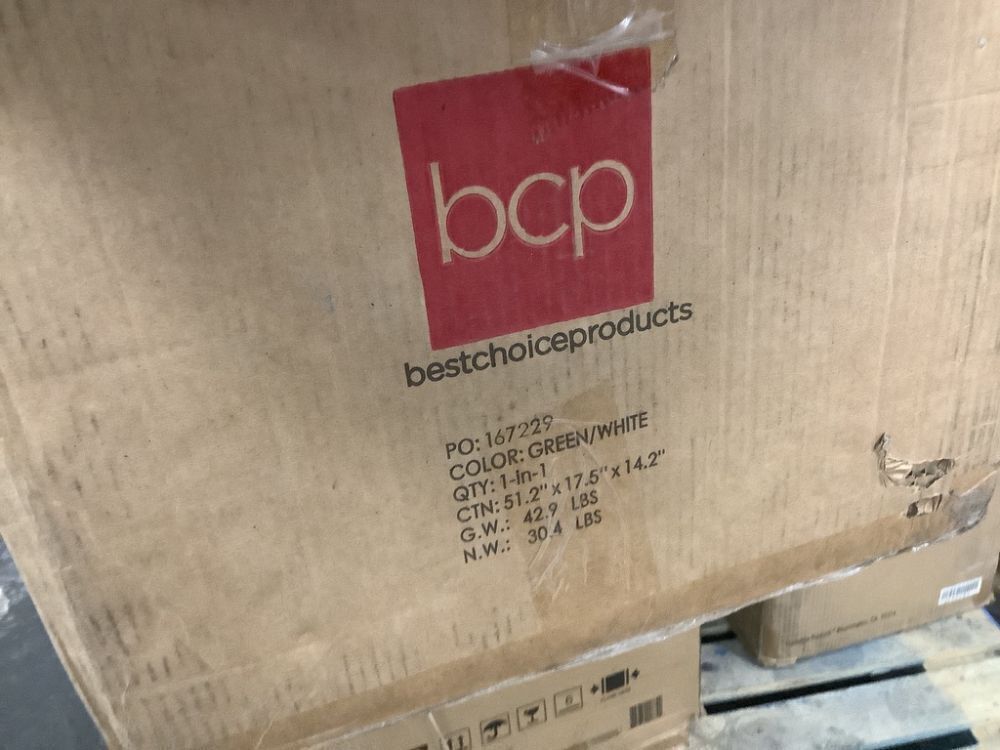 bcp
bestchoiceproducts
PO: 167229
COLOR: GREEN/WHITE
QTY: 1-in-1
CTN: 51.2" x 17.5" x 14.2"
G.W.: 42.9 LBS
N.W.: 30.4 LBS
6